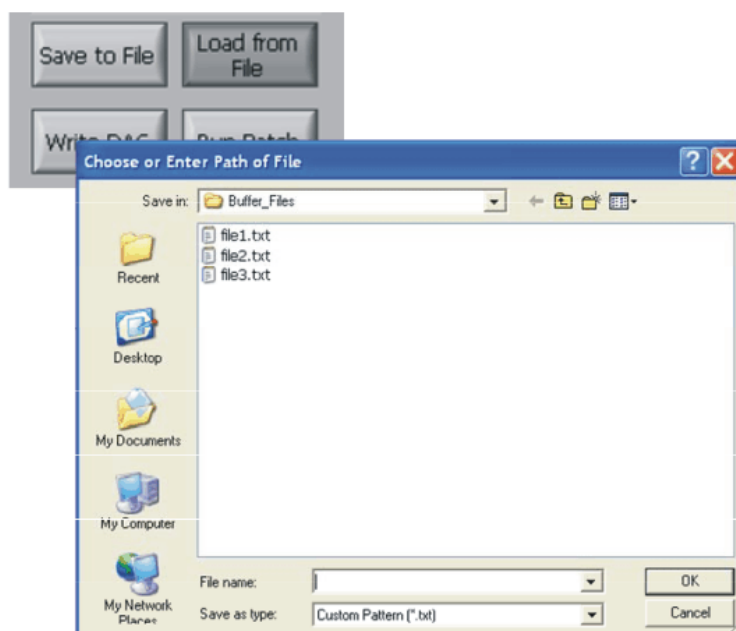 Save to File
Load from
File
Choose or Enter Path of File
Save in:
Buffer_Files
file1.txt
file2.txt
file3.txt
Recent
Desktop
My Documents
My Computer
My Network
File name:
OK
Save as type:
Custom Pattern (*.txt)
Cancel